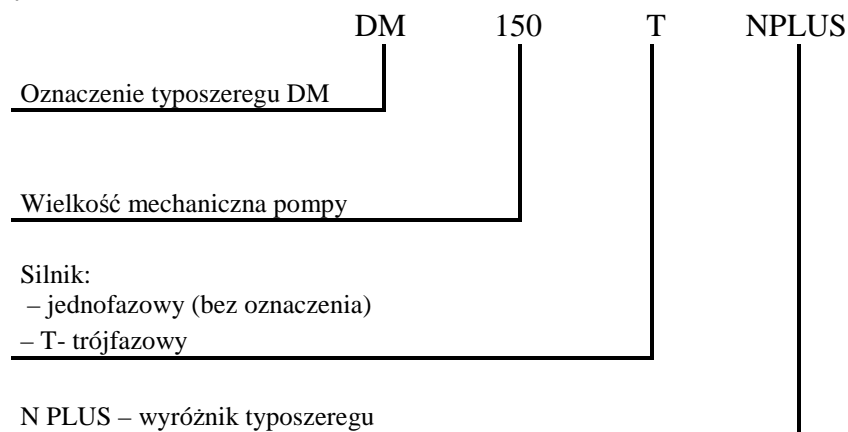 DM 150 T NPLUS
Oznaczenie typoszeregu DM
Wielkość mechaniczna pompy
Silnik:
– jednofazowy (bez oznaczenia)
– T- trójfazowy
N PLUS – wyróżnik typoszeregu